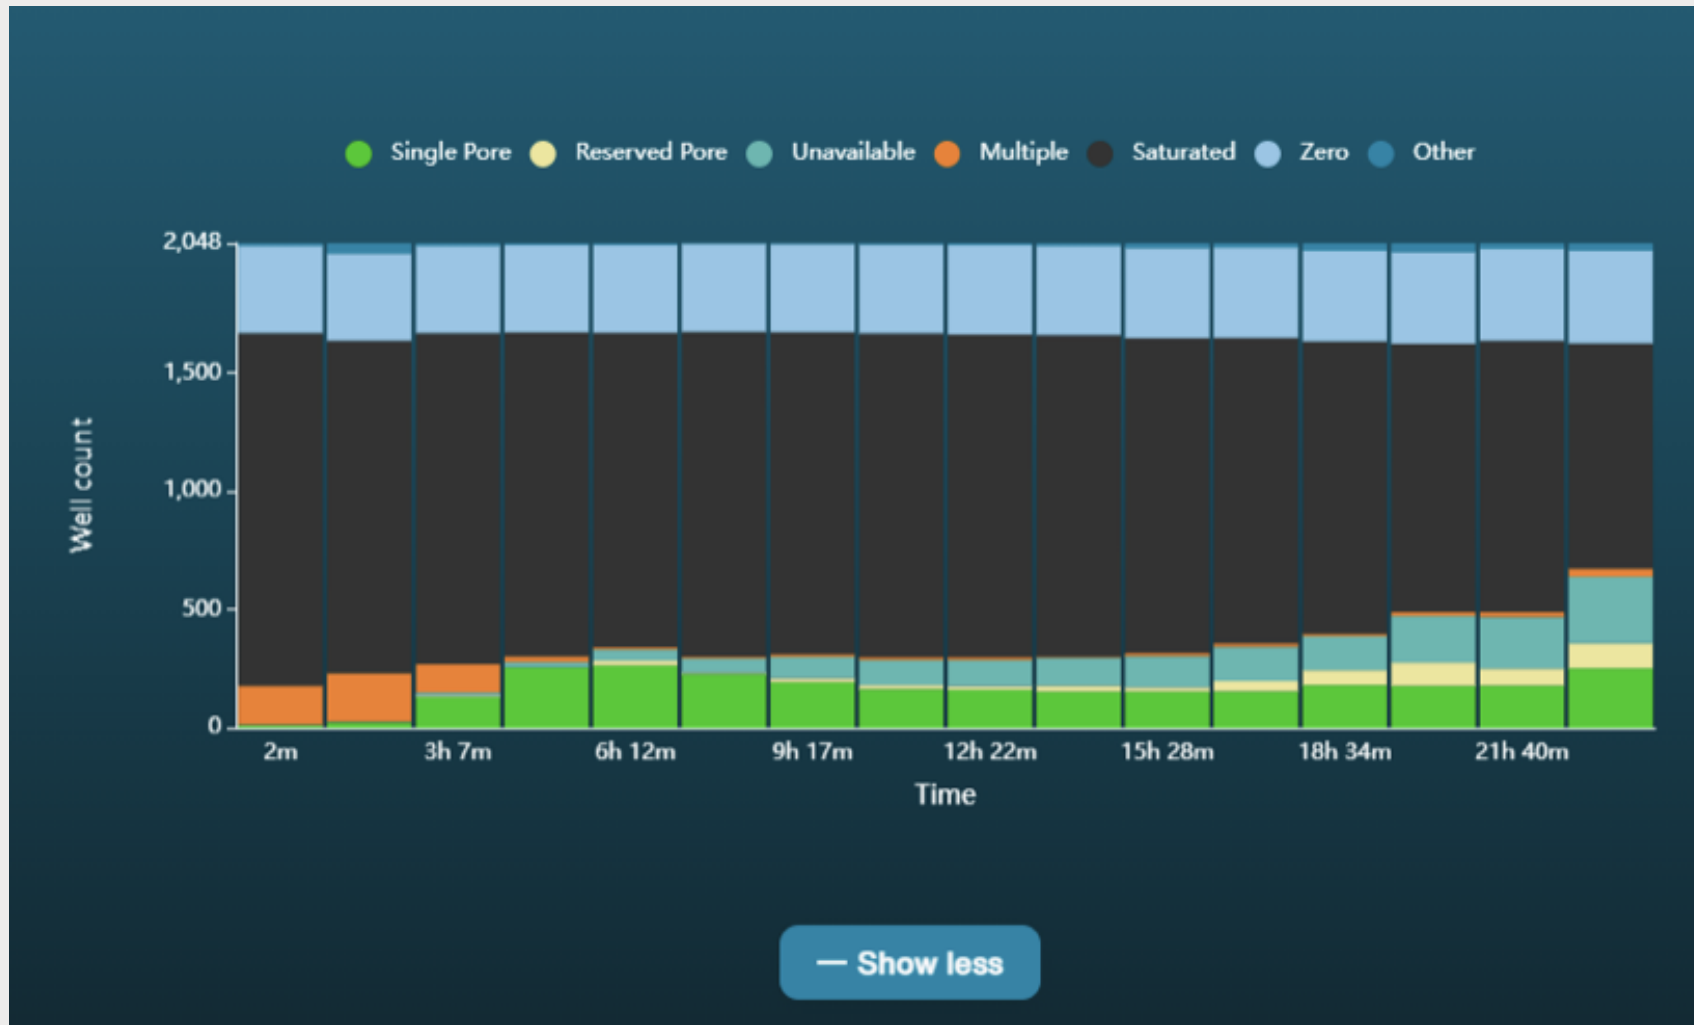 Single Pore Reserved Pore Unavailable Multiple Saturated Zero Other
2,048
1,500
1,000
500
0
Well count
2m 3h 7m 6h 12m 9h 17m 12h 22m 15h 28m 18h 34m 21h 40m
Time
— Show less